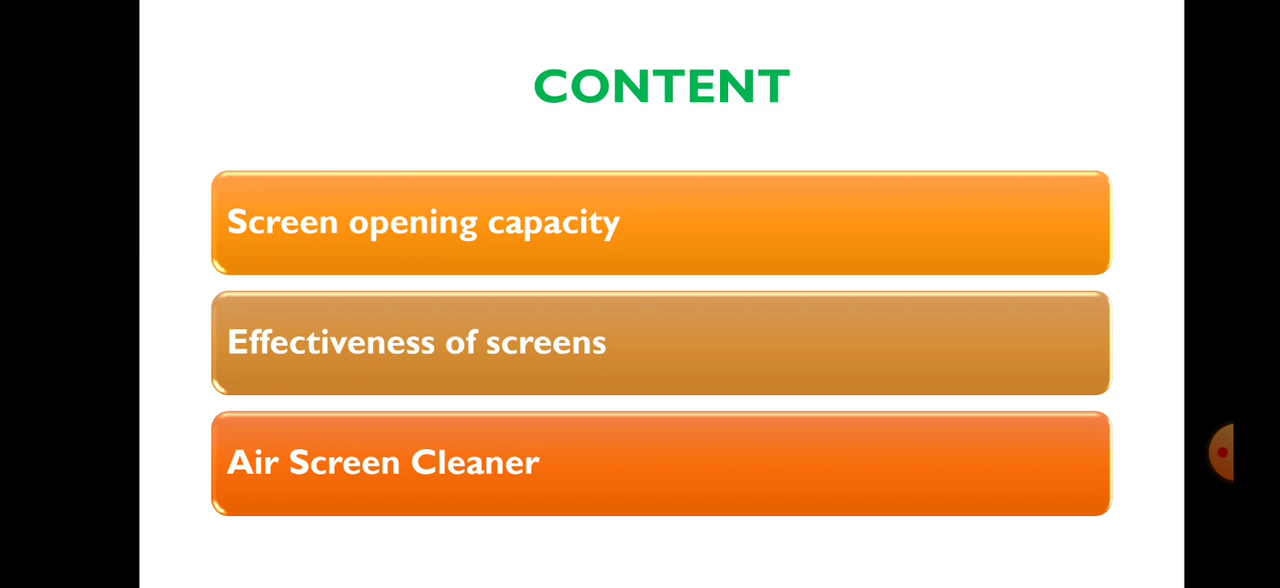 CONTENT
Screen opening capacity
Effectiveness of screens
Air Screen Cleaner